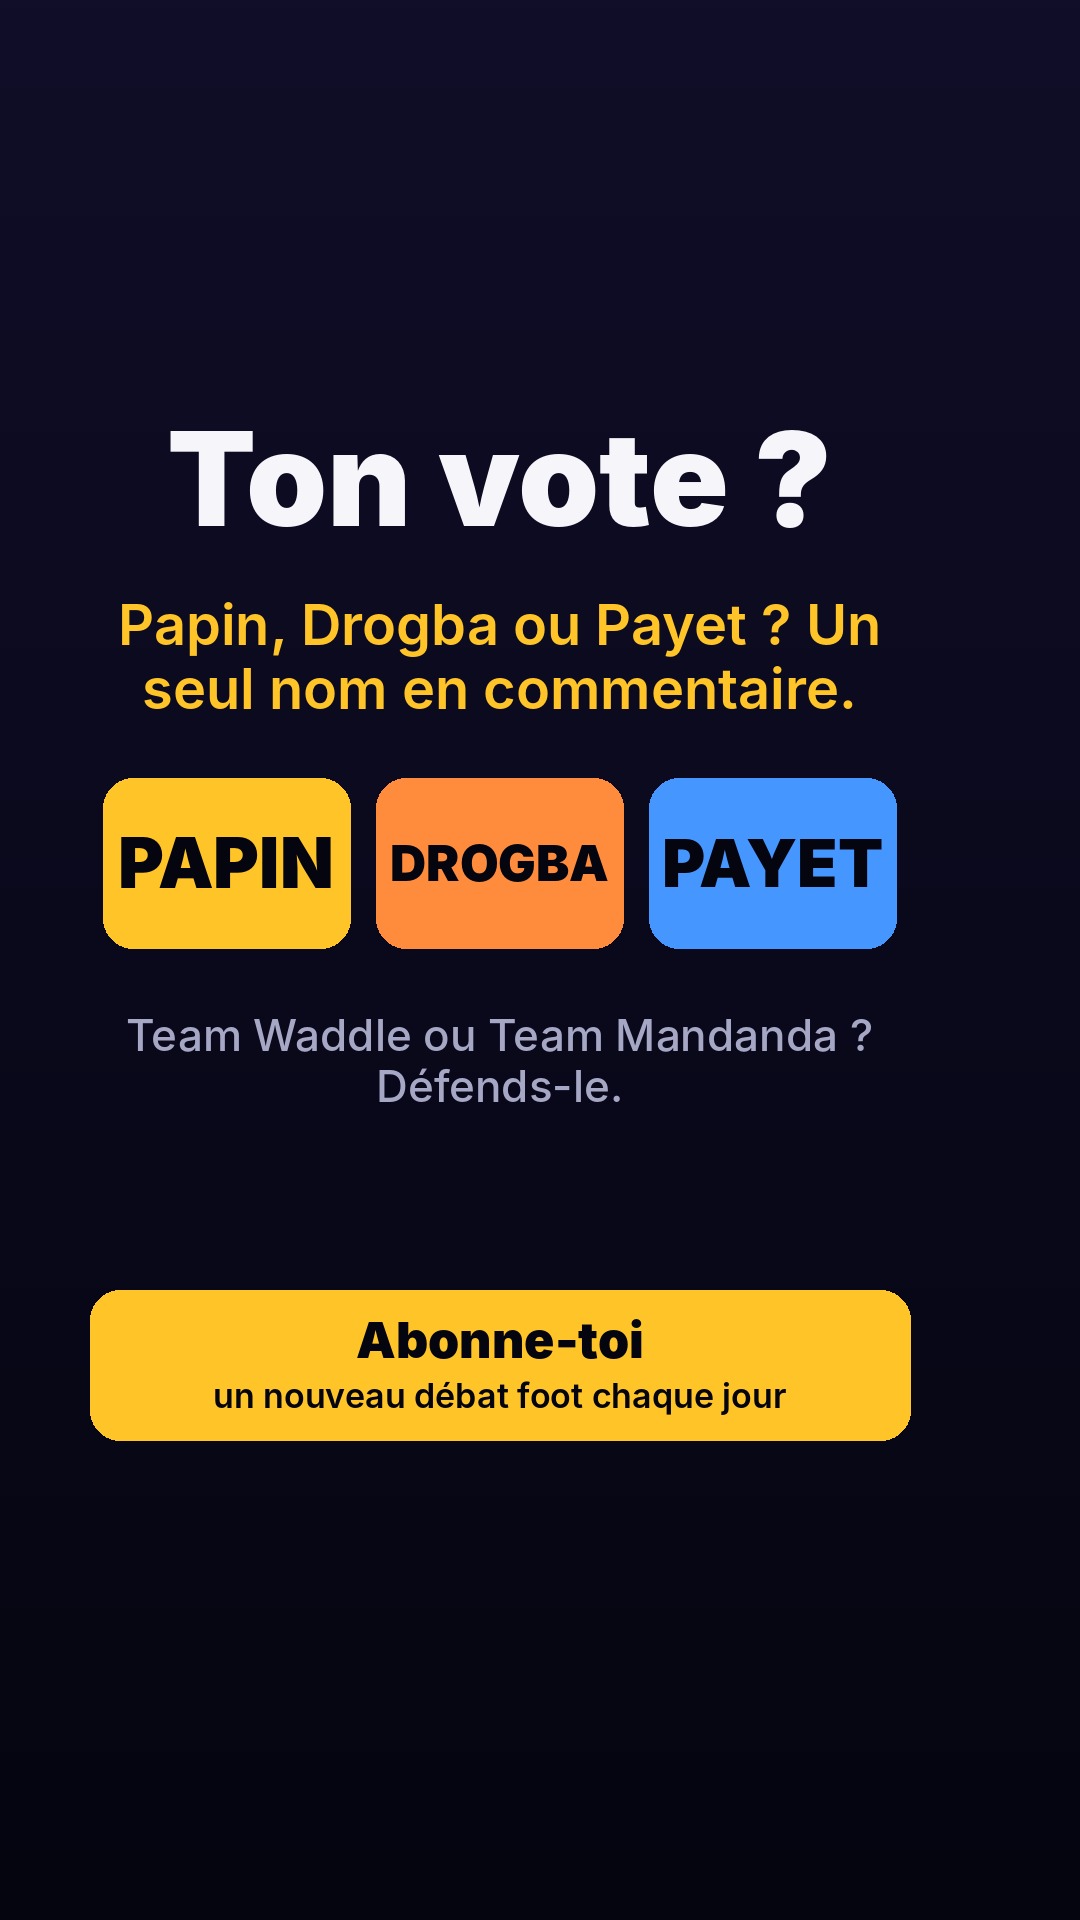 Ton vote ?
Papin, Drogba ou Payet ? Un
seul nom en commentaire.
PAPIN
DROGBA
PAYET
Team Waddle ou Team Mandanda ?
Défends-le.
Abonne-toi
un nouveau débat foot chaque jour